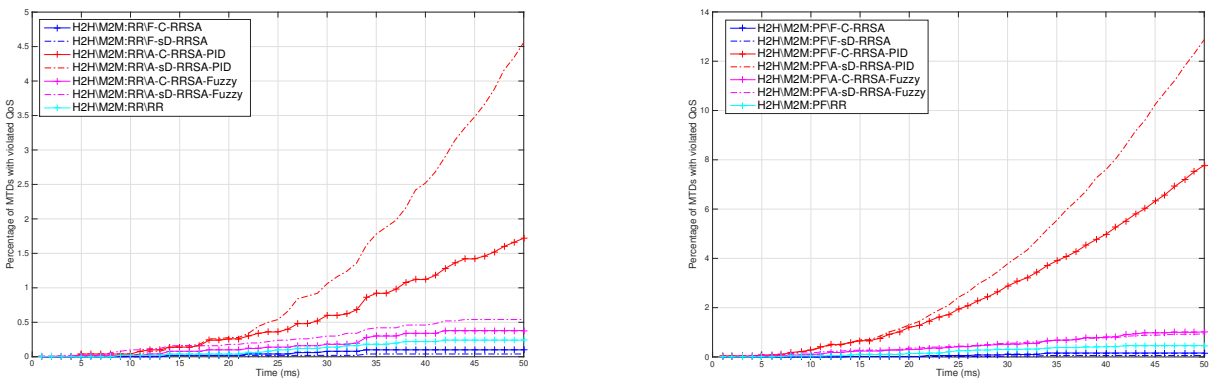 5
4.5
4
3.5
3
2.5
2
1.5
1
0.5
0
Percentage of MTDs with violated QoS
H2H\M2M:RR\F-C-RRSA
H2H\M2M:RR\F-sD-RRSA
H2H\M2M:RR\A-C-RRSA-PID
H2H\M2M:RR\A-sD-RRSA-PID
H2H\M2M:RR\A-C-RRSA-Fuzzy
H2H\M2M:RR\A-sD-RRSA-Fuzzy
H2H\M2M:RR\RR
0 5 10 15 20 25 30 35 40 45 50
Time (ms)
14
12
10
8
6
4
2
0
Percentage of MTDs with violated QoS
H2H\M2M:PF\F-C-RRSA
H2H\M2M:PF\F-sD-RRSA
H2H\M2M:PF\F-C-RRSA-PID
H2H\M2M:PF\A-sD-RRSA-PID
H2H\M2M:PF\A-C-RRSA-Fuzzy
H2H\M2M:PF\A-sD-RRSA-Fuzzy
H2H\M2M:PF\RR
0 5 10 15 20 25 30 35 40 45 50
Time (ms)